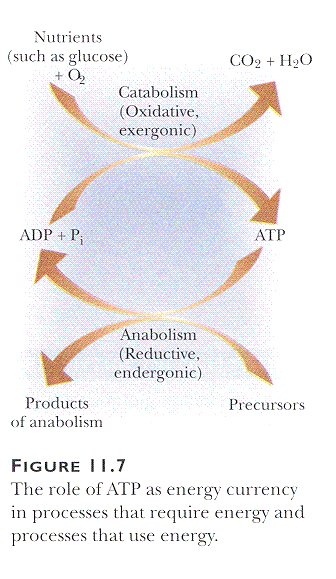 Nutrients
(such as glucose)
+ O₂
CO₂ + H₂O
Catabolism
(Oxidative,
exergonic)
ADP + Pᵢ
ATP
Anabolism
(Reductive,
endergonic)
Products
of anabolism
Precursors
FIGURE 11.7
The role of ATP as energy currency
in processes that require energy and
processes that use energy.